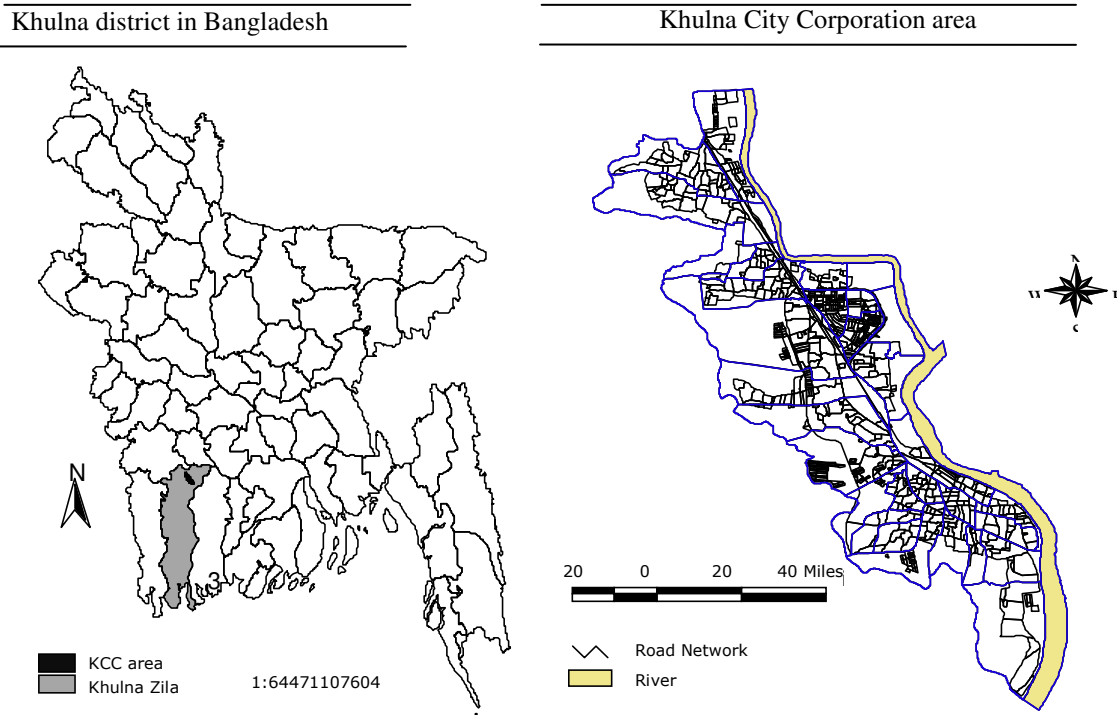 Khulna district in Bangladesh
N
3
KCC area
Khulna Zila
1:64471107604
Khulna City Corporation area
N
E
20 0 20 40 Miles
Road Network
River